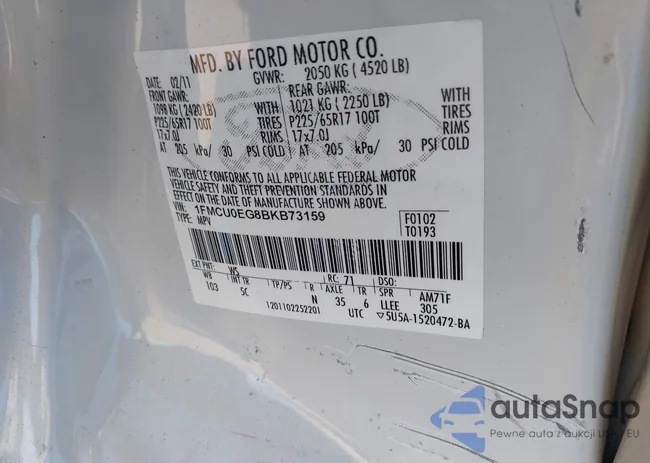 MFD. BY FORD MOTOR CO.
DATE: 02/11 GVWR: 2050 KG ( 4520 LB)
FRONT GAWR: REAR GAWR:
1098 KG (2420 LB) WITH 1021 KG ( 2250 LB) WITH
P225/65R17 100T TIRES P225/65R17 100T TIRES
17x7.0J RIMS 17x7.0J RIMS
AT 205 kPa/ 30 PSI COLD AT 205 kPa/ 30 PSI COLD
THIS VEHICLE CONFORMS TO ALL APPLICABLE FEDERAL MOTOR
VEHICLE SAFETY AND THEFT PREVENTION STANDARDS IN
EFFECT ON THE DATE OF MANUFACTURE SHOWN ABOVE.
VIN: 1FMCU0EG8BKB73159 F0102
TYPE: MPV T0193
EXT PNT: WS RC: 71 DSO:
WB INT TR TP/PS R AXLE TR SPR AM71F
103 5C N 35 6 LLEE 305
1201102252201 UTC ▽5U5A-1520472-BA
autoSnap
Pewne auta z aukcji USA i EU